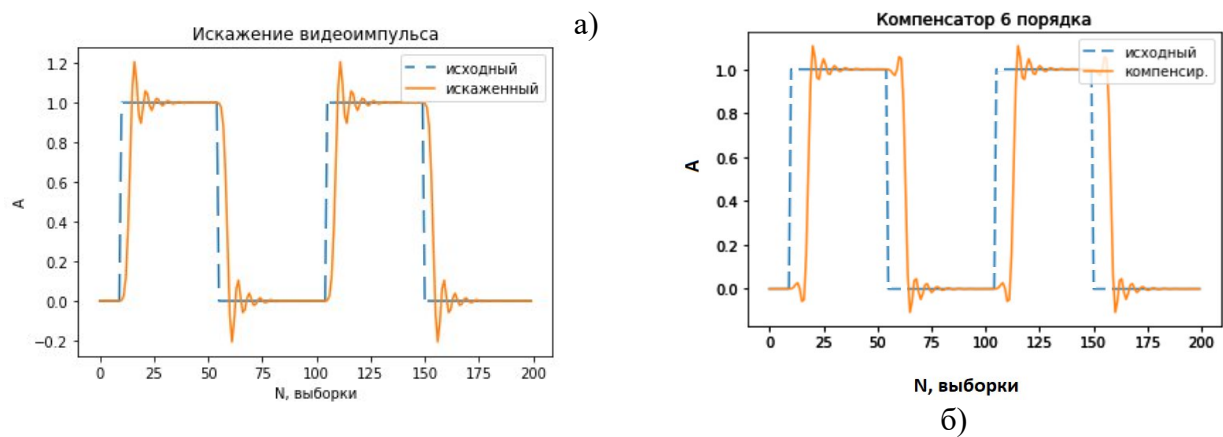 Искажение видеоимпульса
а)
исходный
искаженный
1.2
1.0
0.8
0.6
0.4
0.2
0.0
−0.2
A
0
25
50
75
100
125
150
175
200
N, выборки
Компенсатор 6 порядка
исходный
компенсир.
1.0
0.8
0.6
0.4
0.2
0.0
A
0
25
50
75
100
125
150
175
200
N, выборки
б)